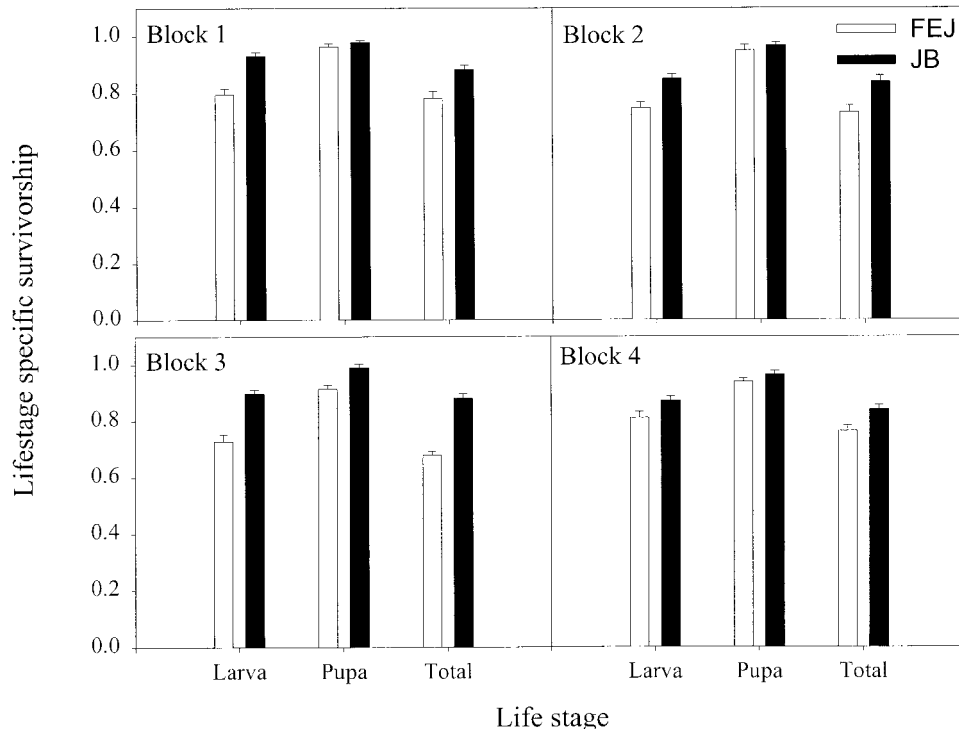 Block 1
Block 2
FEJ
JB
1.0
0.8
0.6
0.4
0.2
0.0
Lifestage specific survivorship
Block 3
Block 4
1.0
0.8
0.6
0.4
0.2
0.0
Larva Pupa Total Larva Pupa Total
Life stage